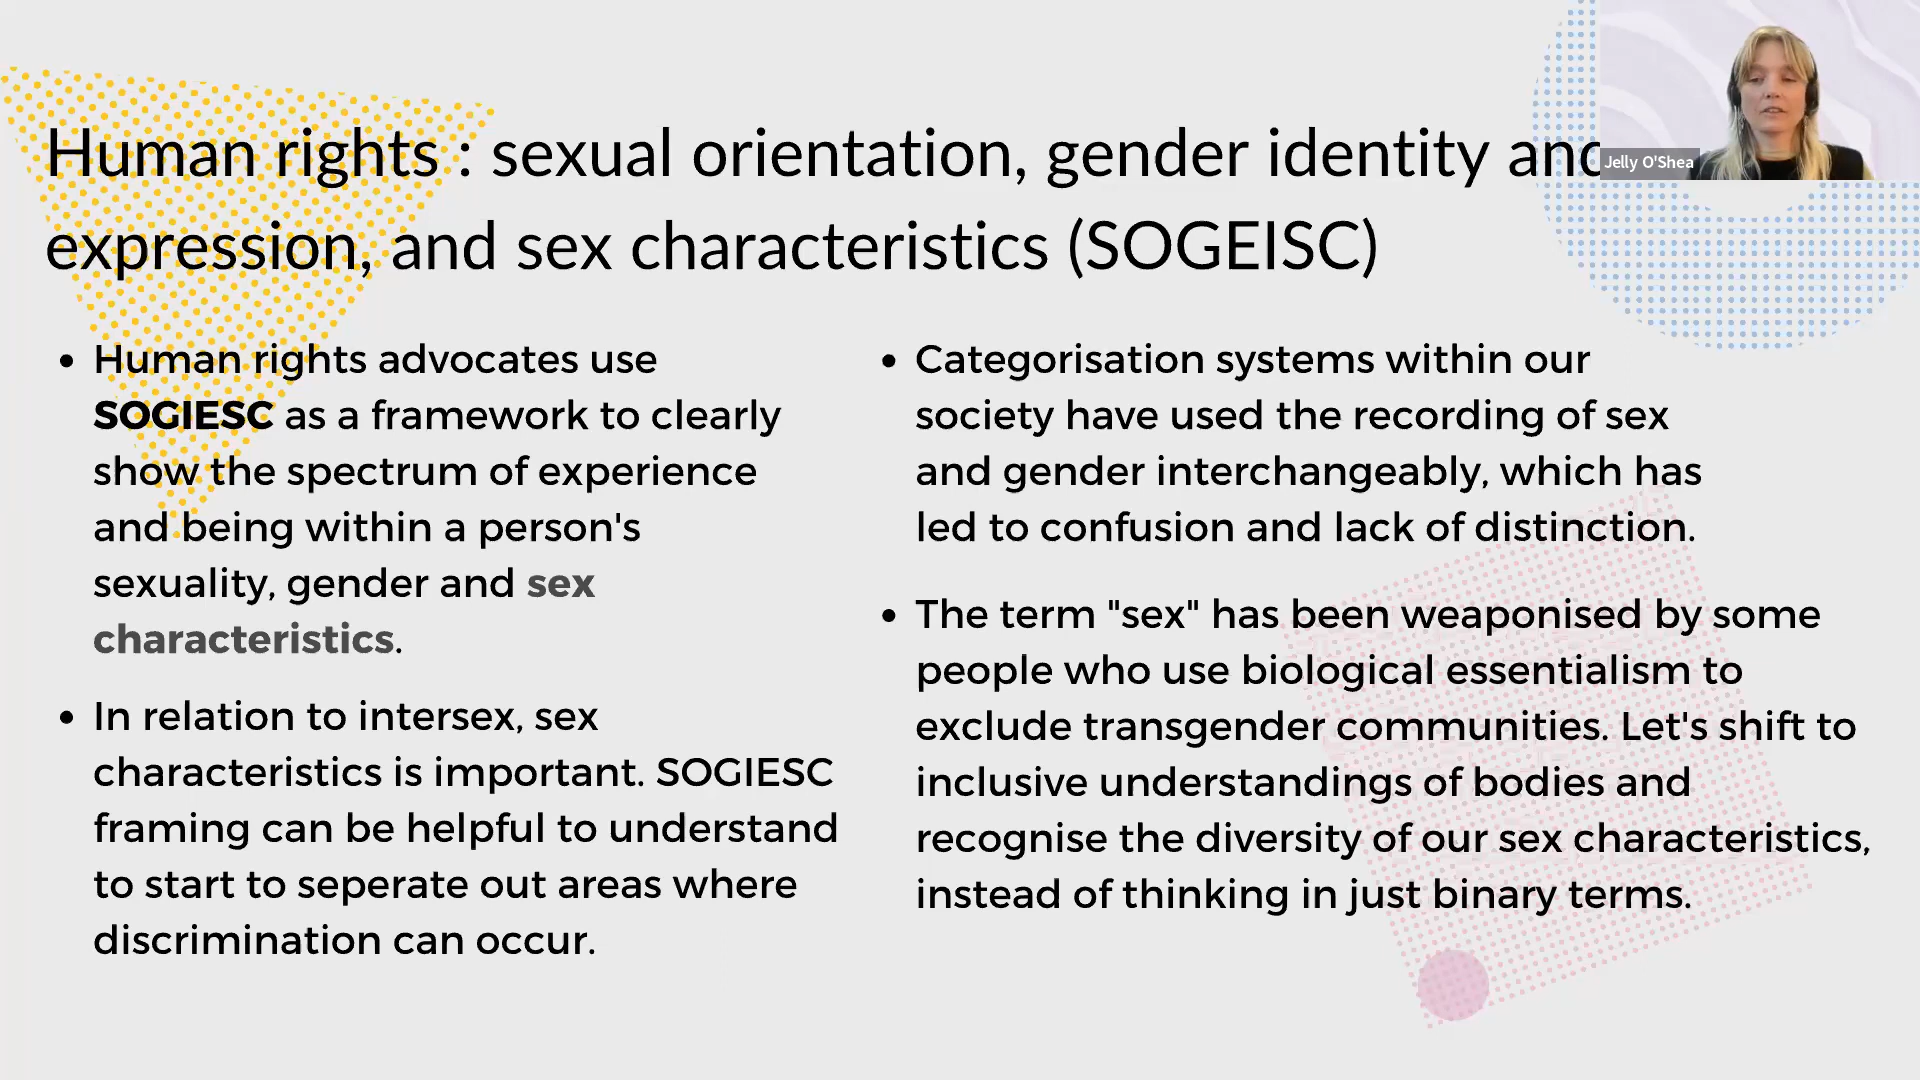 Human rights : sexual orientation, gender identity and
expression, and sex characteristics (SOGEISC)
Jelly O'Shea
• Human rights advocates use
SOGIESC as a framework to clearly
show the spectrum of experience
and being within a person's
sexuality, gender and sex
characteristics.
• In relation to intersex, sex
characteristics is important. SOGIESC
framing can be helpful to understand
to start to seperate out areas where
discrimination can occur.
• Categorisation systems within our
society have used the recording of sex
and gender interchangeably, which has
led to confusion and lack of distinction.
• The term "sex" has been weaponised by some
people who use biological essentialism to
exclude transgender communities. Let's shift to
inclusive understandings of bodies and
recognise the diversity of our sex characteristics,
instead of thinking in just binary terms.